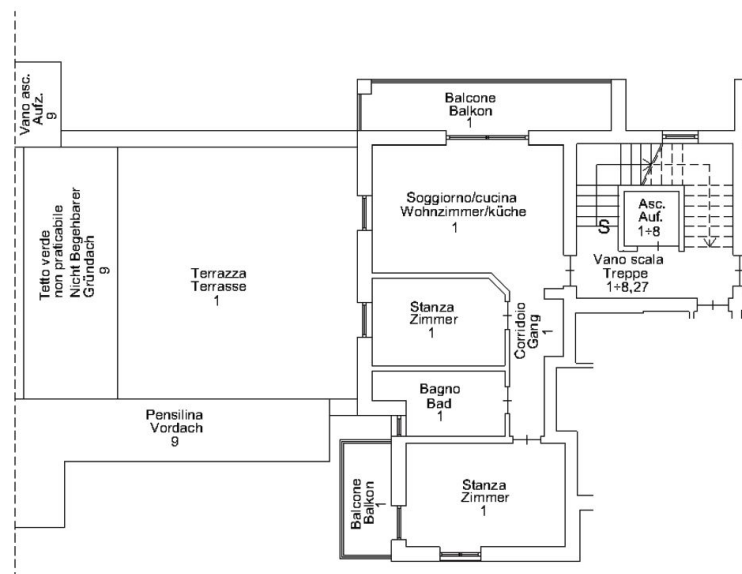 Vano asc.
Aufz.
9
Balcone
Balkon
1
Tetto verde
non praticabile
Nicht Begehbarer
Gründach
9
Terrazza
Terrasse
1
Soggiorno/cucina
Wohnzimmer/küche
1
S
Asc.
Auf.
1÷8
Vano scala
Treppe
1÷8,27
Stanza
Zimmer
1
Corridoio
Gang
1
Bagno
Bad
1
Pensilina
Vordach
9
Balcone
Balkon
1
Stanza
Zimmer
1